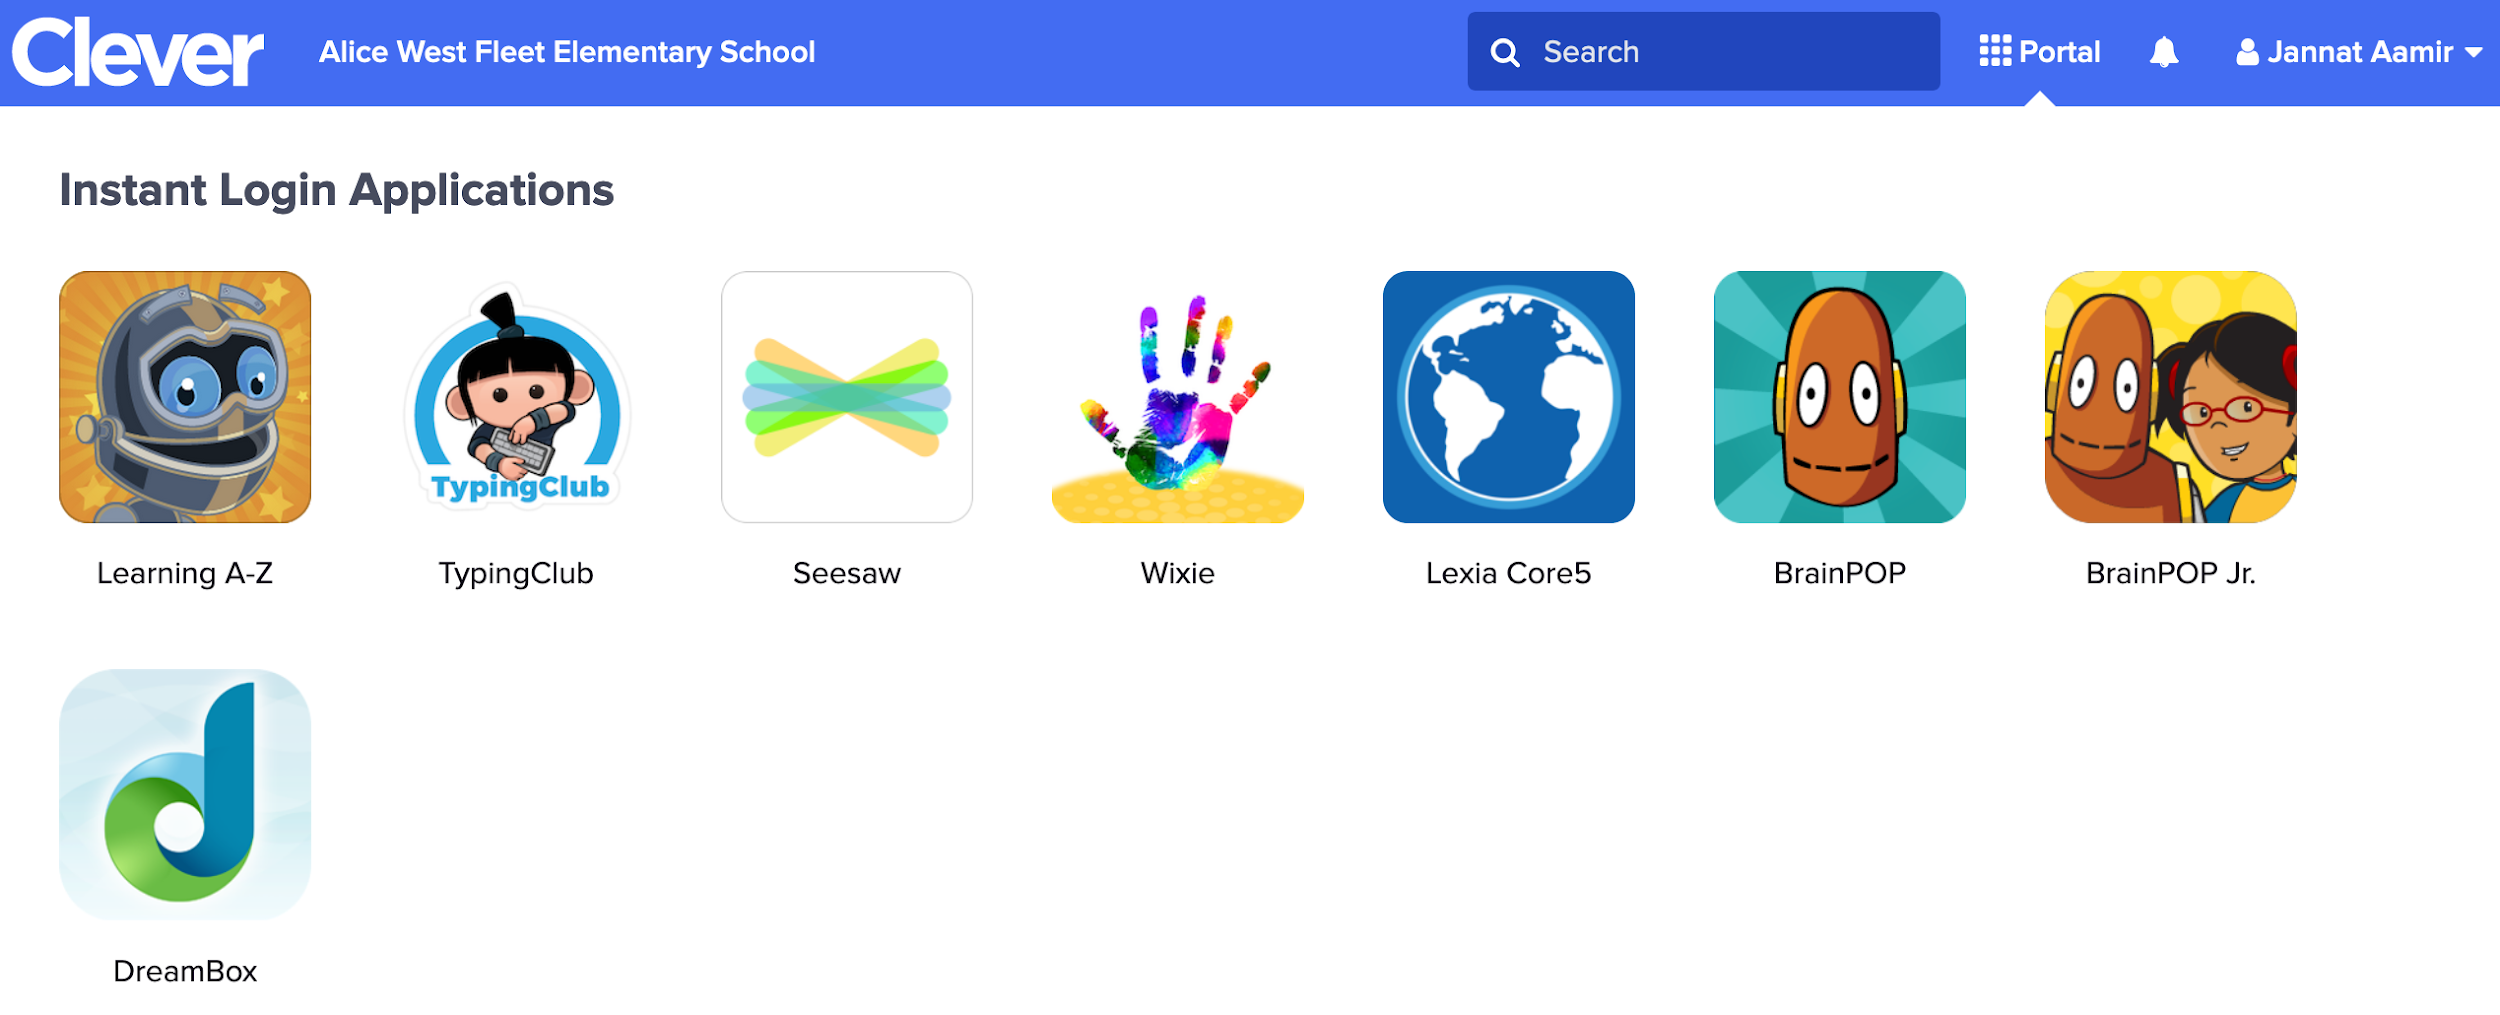 Clever Alice West Fleet Elementary School Search Portal Jannat Aamir
Instant Login Applications
TypingClub
Learning A-Z TypingClub Seesaw Wixie Lexia Core5 BrainPOP BrainPOP Jr.
DreamBox